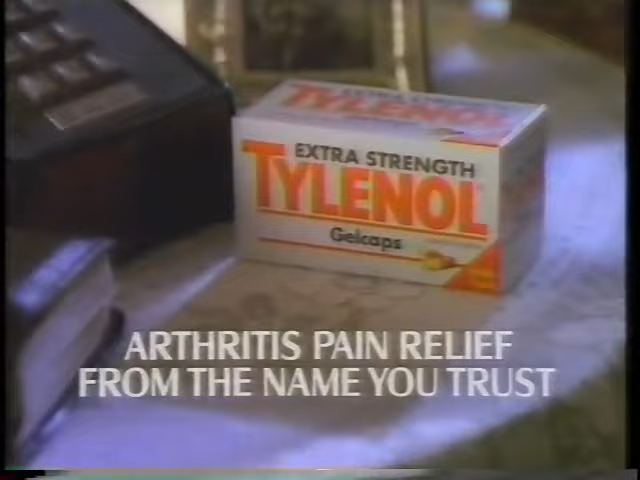 TYLENOL
EXTRA STRENGTH
TYLENOL
Gelcaps
ARTHRITIS PAIN RELIEF
FROM THE NAME YOU TRUST